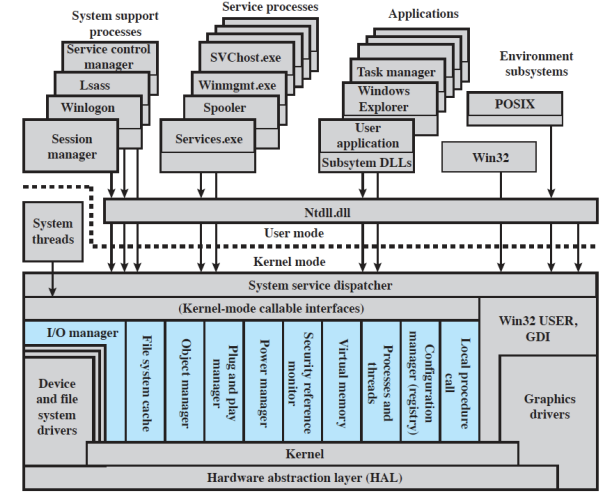 System support
processes
Service processes
Applications
Environment
subsystems
Service control
manager
Lsass
Winlogon
Session
manager
SVChost.exe
Winmgmt.exe
Spooler
Services.exe
Task manager
Windows
Explorer
User
application
Subsytem DLLs
POSIX
Win32
System
threads
Ntdll.dll
User mode
Kernel mode
System service dispatcher
(Kernel-mode callable interfaces)
Win32 USER,
GDI
I/O manager
File system cache
Object manager
Plug and play
manager
Power manager
Security reference
monitor
Virtual memory
Processes and
threads
Configuration
manager (registry)
Local procedure
call
Device
and file
system
drivers
Graphics
drivers
Kernel
Hardware abstraction layer (HAL)